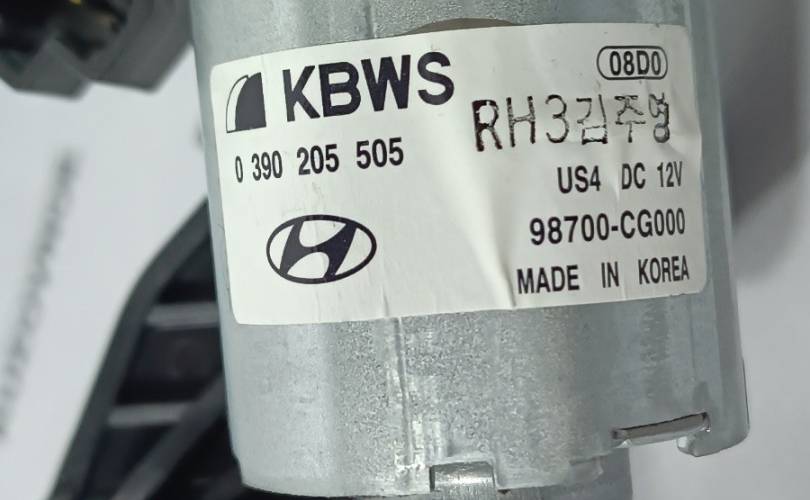 08D0
KBWS
RH3김주영
0 390 205 505
US4 DC 12V
98700-CG000
MADE IN KOREA